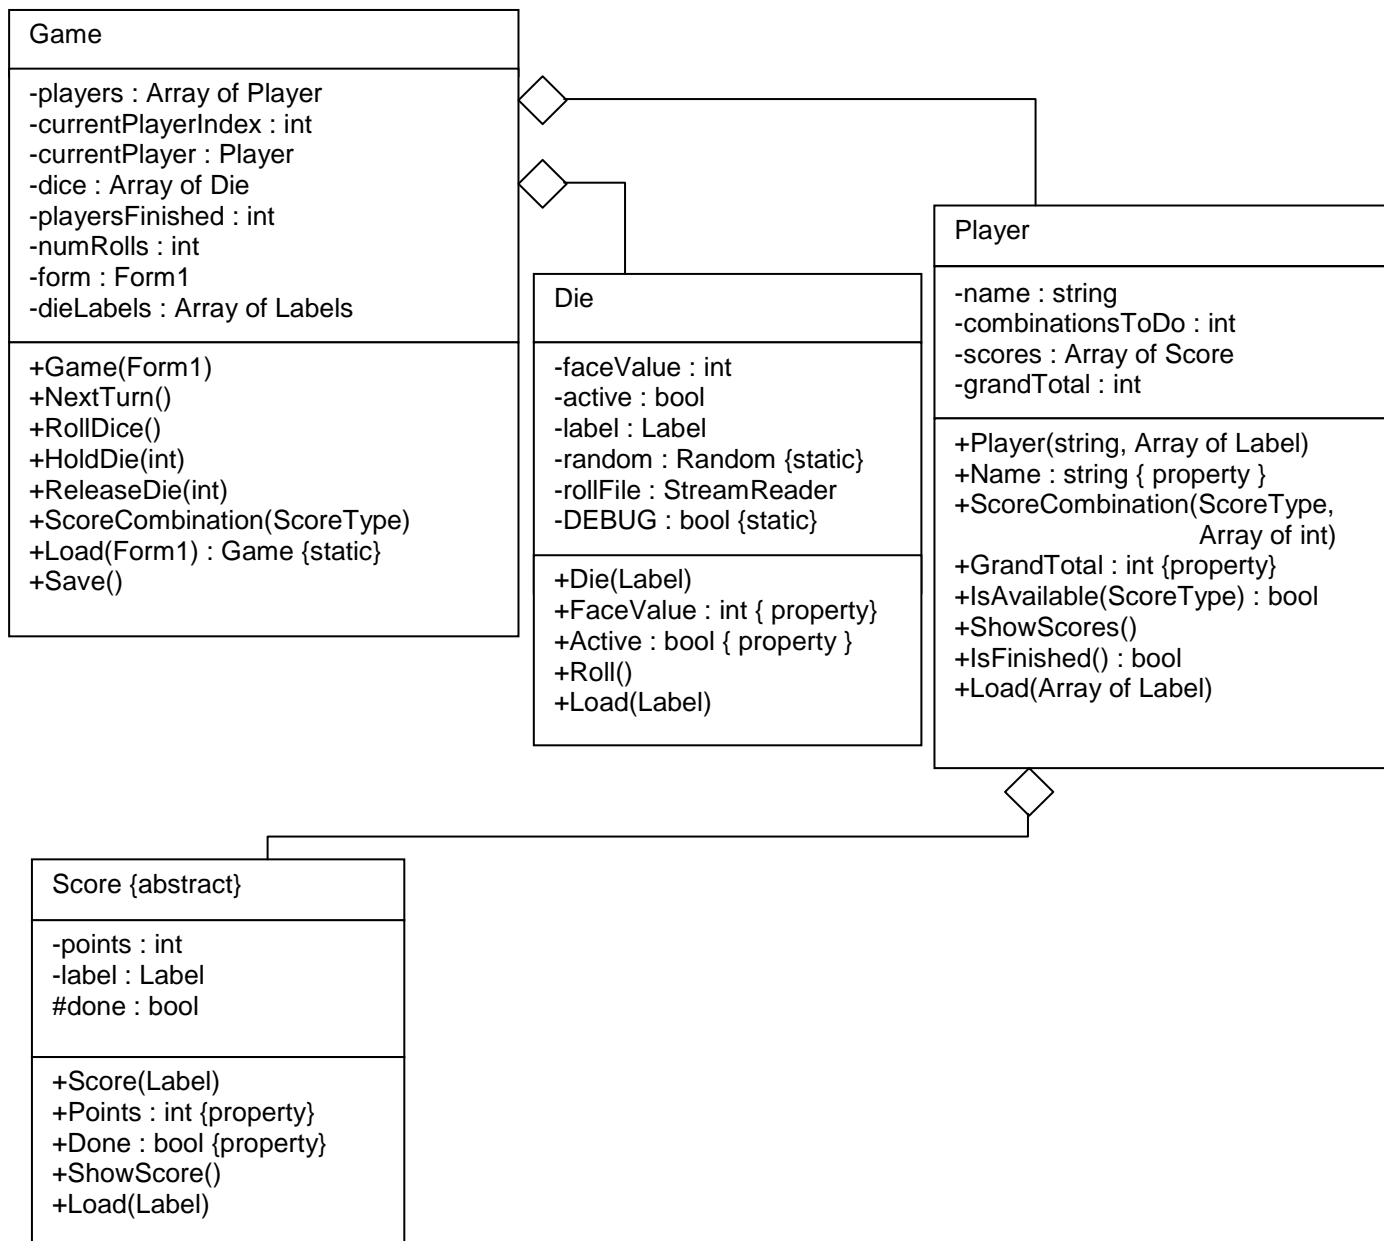 Game
-players : Array of Player
-currentPlayerIndex : int
-currentPlayer : Player
-dice : Array of Die
-playersFinished : int
-numRolls : int
-form : Form1
-dieLabels : Array of Labels
+Game(Form1)
+NextTurn()
+RollDice()
+HoldDie(int)
+ReleaseDie(int)
+ScoreCombination(ScoreType)
+Load(Form1) : Game {static}
+Save()
Die
-faceValue : int
-active : bool
-label : Label
-random : Random {static}
-rollFile : StreamReader
-DEBUG : bool {static}
+Die(Label)
+FaceValue : int { property}
+Active : bool { property }
+Roll()
+Load(Label)
Player
-name : string
-combinationsToDo : int
-scores : Array of Score
-grandTotal : int
+Player(string, Array of Label)
+Name : string { property }
+ScoreCombination(ScoreType,
Array of int)
+GrandTotal : int {property}
+IsAvailable(ScoreType) : bool
+ShowScores()
+IsFinished() : bool
+Load(Array of Label)
Score {abstract}
-points : int
-label : Label
#done : bool
+Score(Label)
+Points : int {property}
+Done : bool {property}
+ShowScore()
+Load(Label)